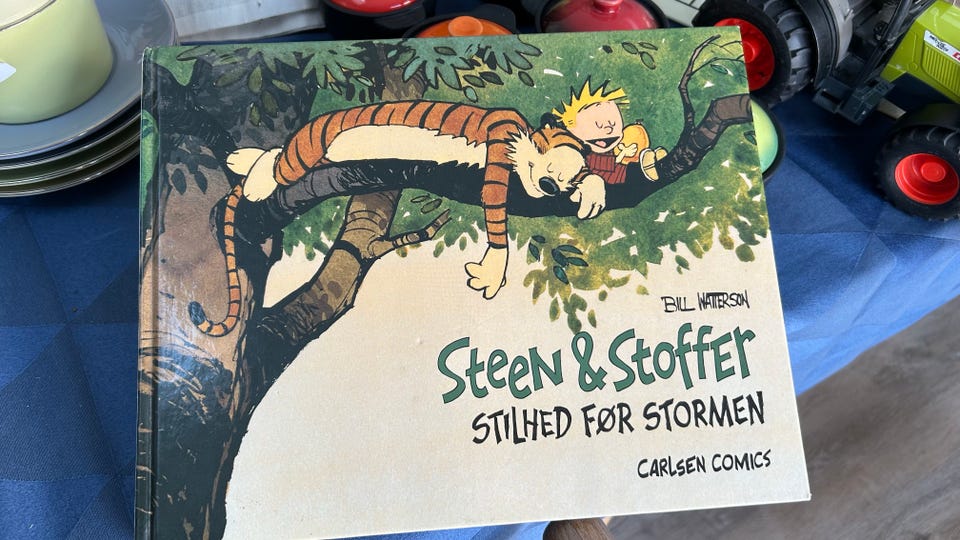 BILL WATTERSON
STEEN & STOFFER
STILHED FØR STORMEN
CARLSEN COMICS